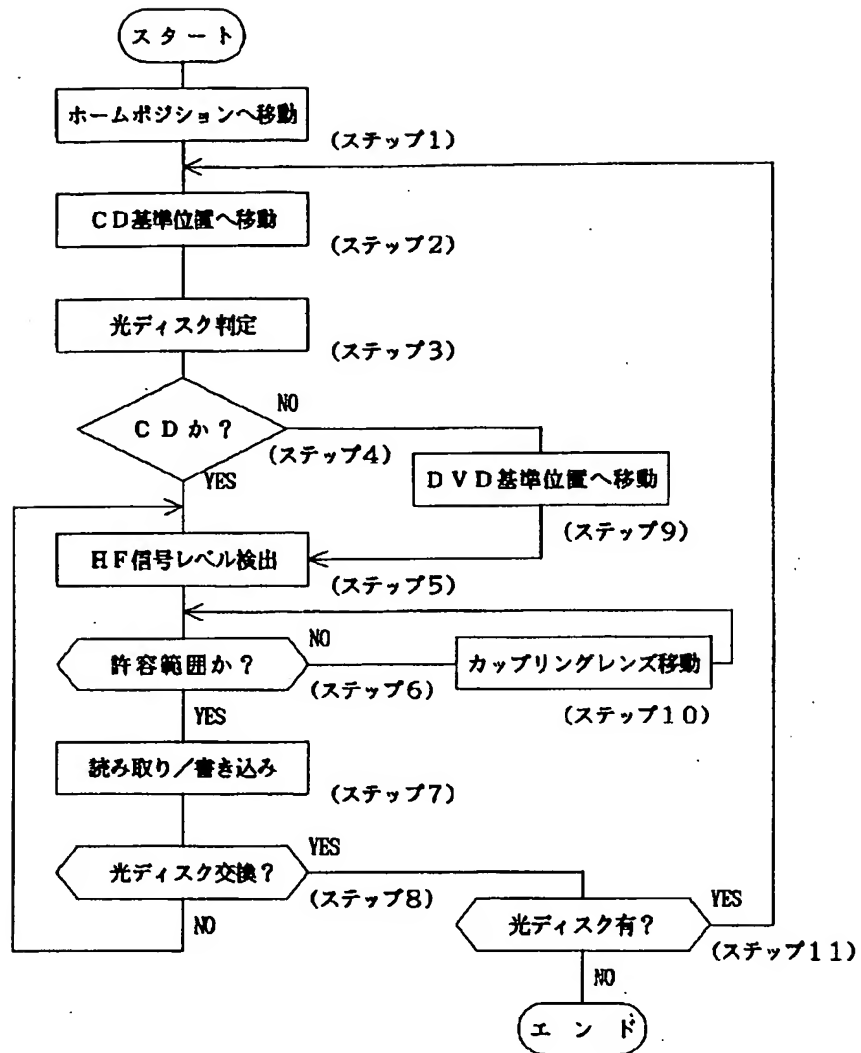 スタート
ホームポジションへ移動
(ステップ1)
CD基準位置へ移動
(ステップ2)
光ディスク判定
(ステップ3)
CDか?
NO
(ステップ4)
YES
DVD基準位置へ移動
(ステップ9)
HF信号レベル検出
(ステップ5)
許容範囲か?
NO
(ステップ6)
カップリングレンズ移動
(ステップ10)
YES
読み取り/書き込み
(ステップ7)
光ディスク交換?
YES
(ステップ8)
NO
光ディスク有?
YES
(ステップ11)
NO
エンド